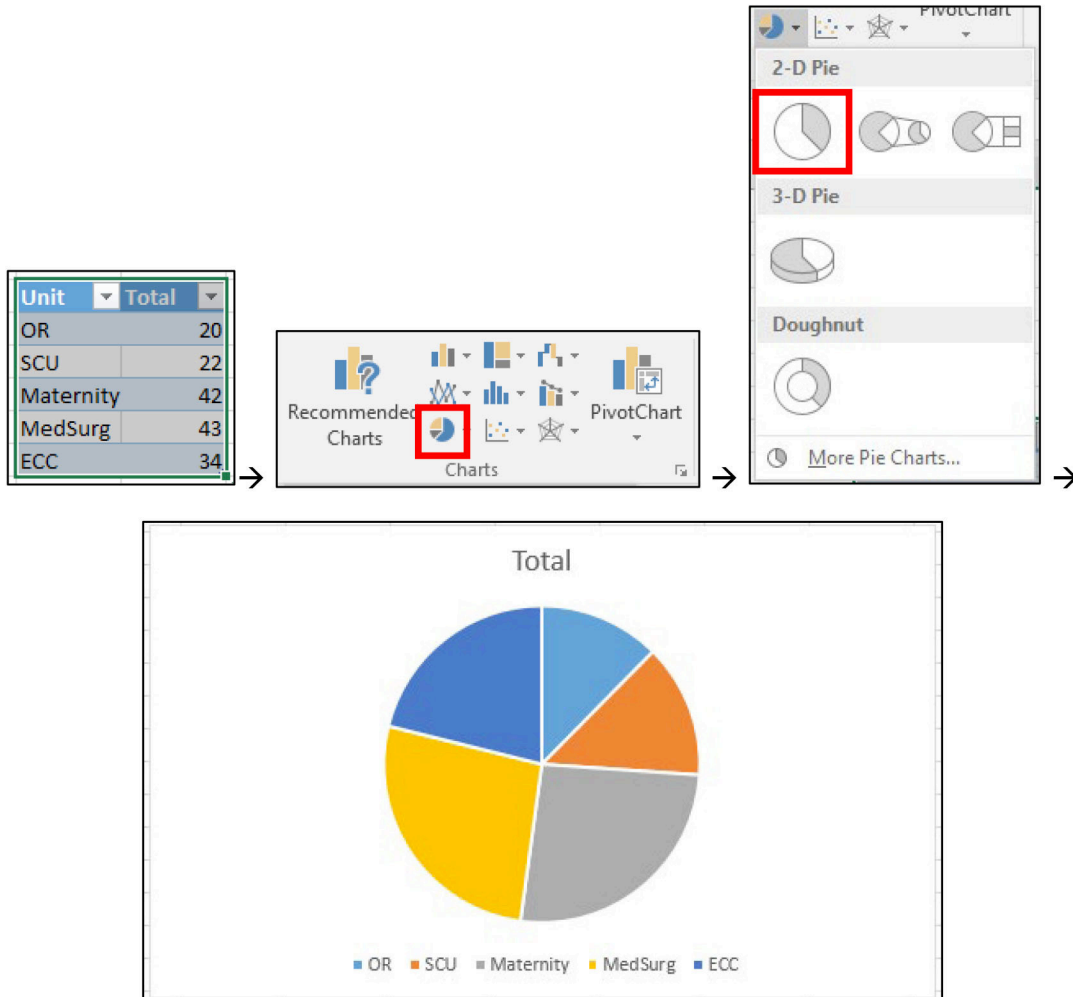 PivotChart
2-D Pie
3-D Pie
Doughnut
More Pie Charts...
Unit Total
OR 20
SCU 22
Maternity 42
MedSurg 43
ECC 34
Recommended
Charts
PivotChart
Charts
→ → →
Total
OR SCU Maternity MedSurg ECC